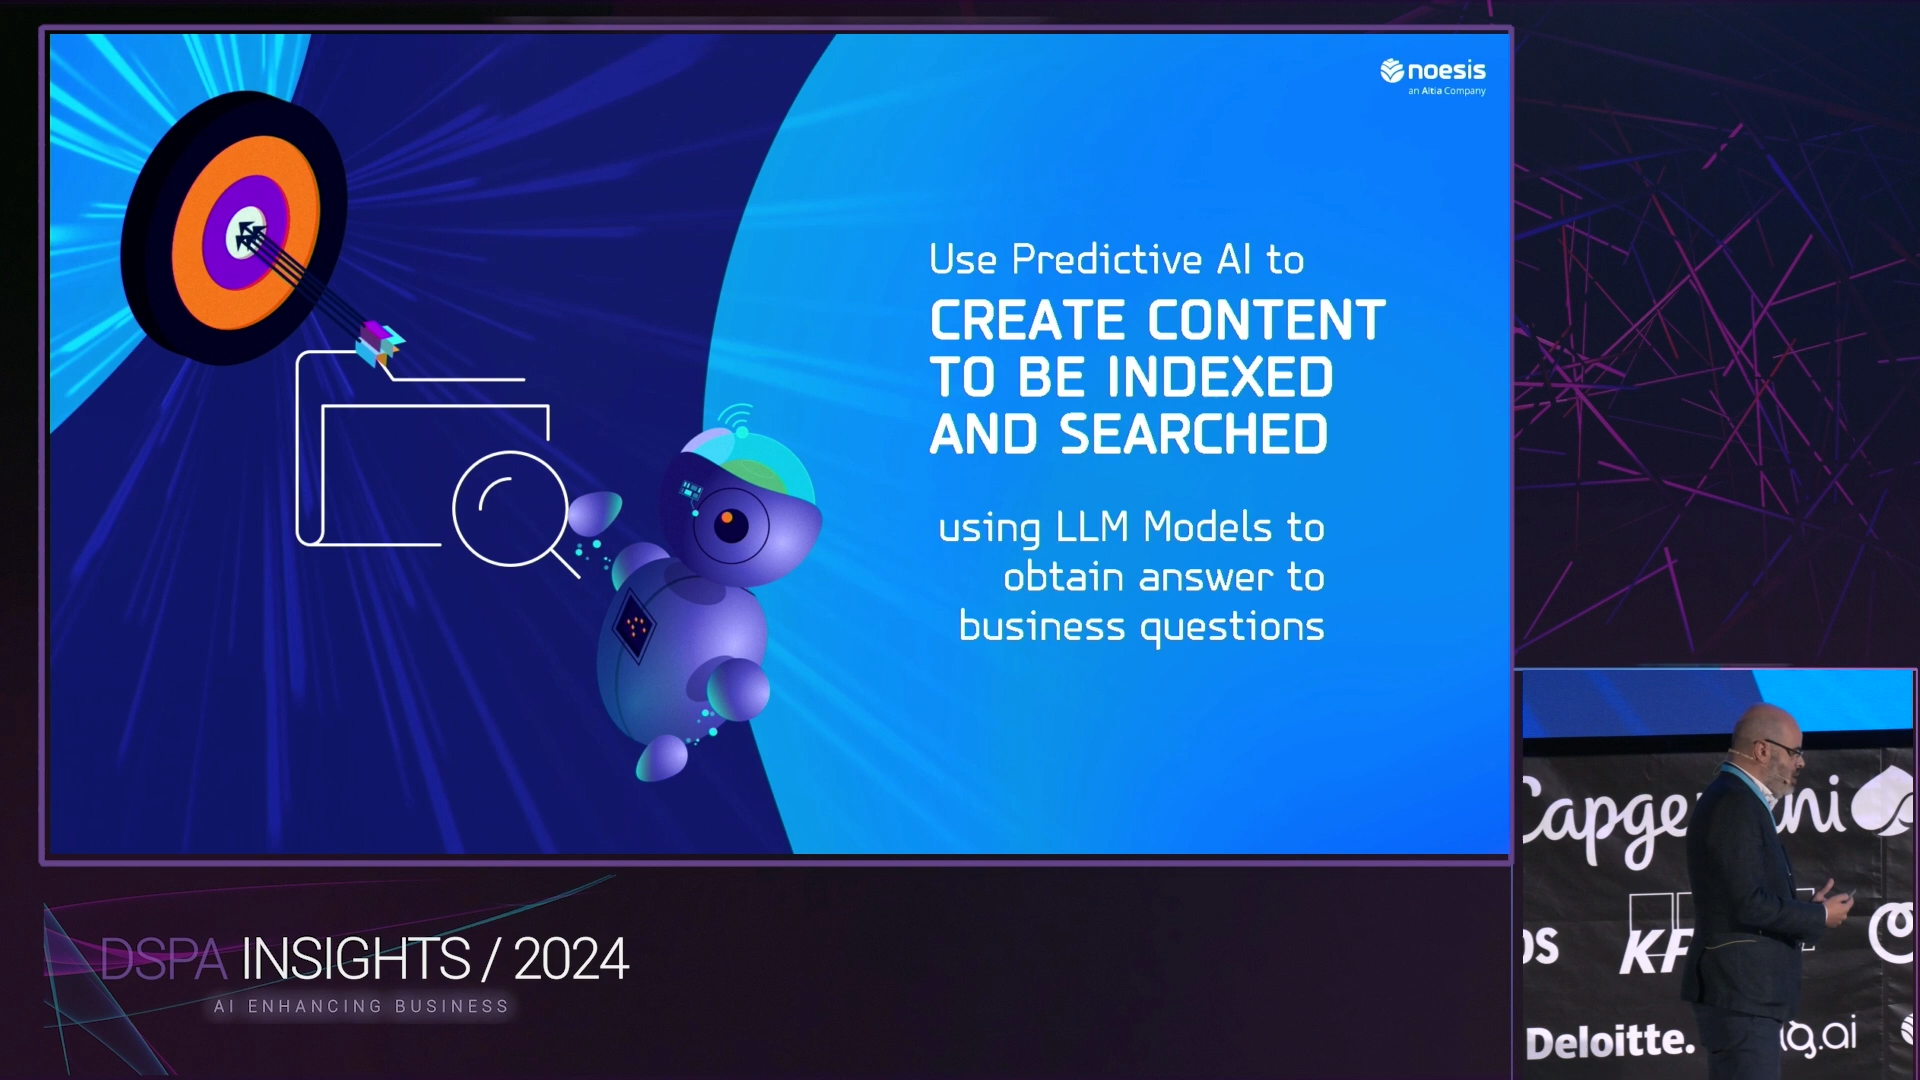 noesis
an Altia Company
Use Predictive AI to
CREATE CONTENT
TO BE INDEXED
AND SEARCHED
using LLM Models to
obtain answer to
business questions
DSPA INSIGHTS / 2024
AI ENHANCING BUSINESS
Deloitte.